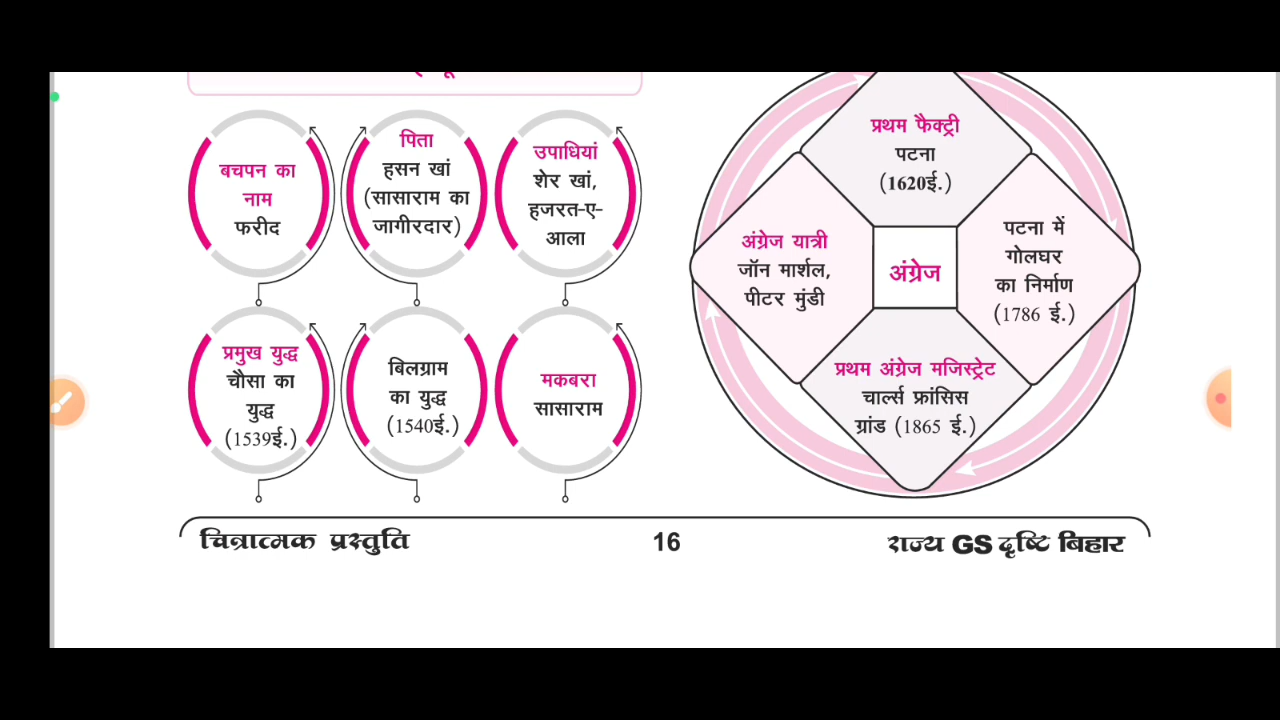 बचपन का
नाम
फरीद
पिता
हसन खां
(सासाराम का
जागीरदार)
उपाधियां
शेर खां,
हजरत-ए-
आला
प्रमुख युद्ध
चौसा का
युद्ध
(1539ई.)
बिलग्राम
का युद्ध
(1540ई.)
मकबरा
सासाराम
प्रथम फैक्ट्री
पटना
(1620ई.)
अंग्रेज यात्री
जॉन मार्शल,
पीटर मुंडी
अंग्रेज
पटना में
गोलघर
का निर्माण
(1786 ई.)
प्रथम अंग्रेज मजिस्ट्रेट
चार्ल्स फ्रांसिस
ग्रांड (1865 ई.)
चित्रात्मक प्रस्तुति
16
राज्य GS दृष्टि बिहार